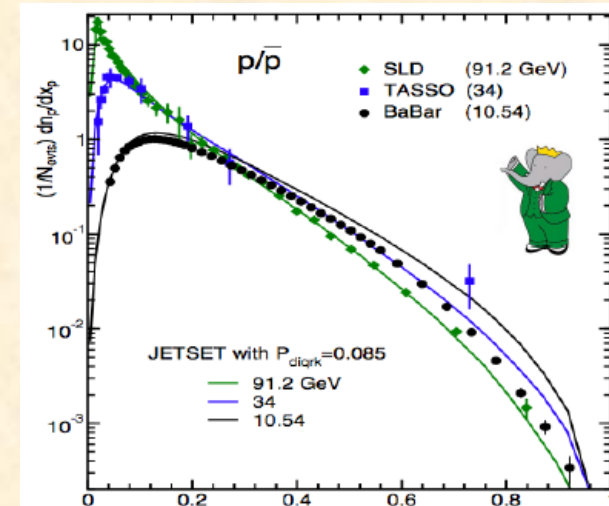 10
p/p̅
SLD (91.2 GeV)
TASSO (34)
BaBar (10.54)
1
(1/N_evts) dn_p/dx_p
10^-1
10^-2
JETSET with P_diqrk=0.085
91.2 GeV
34
10.54
10^-3
0 0.2 0.4 0.6 0.8 1